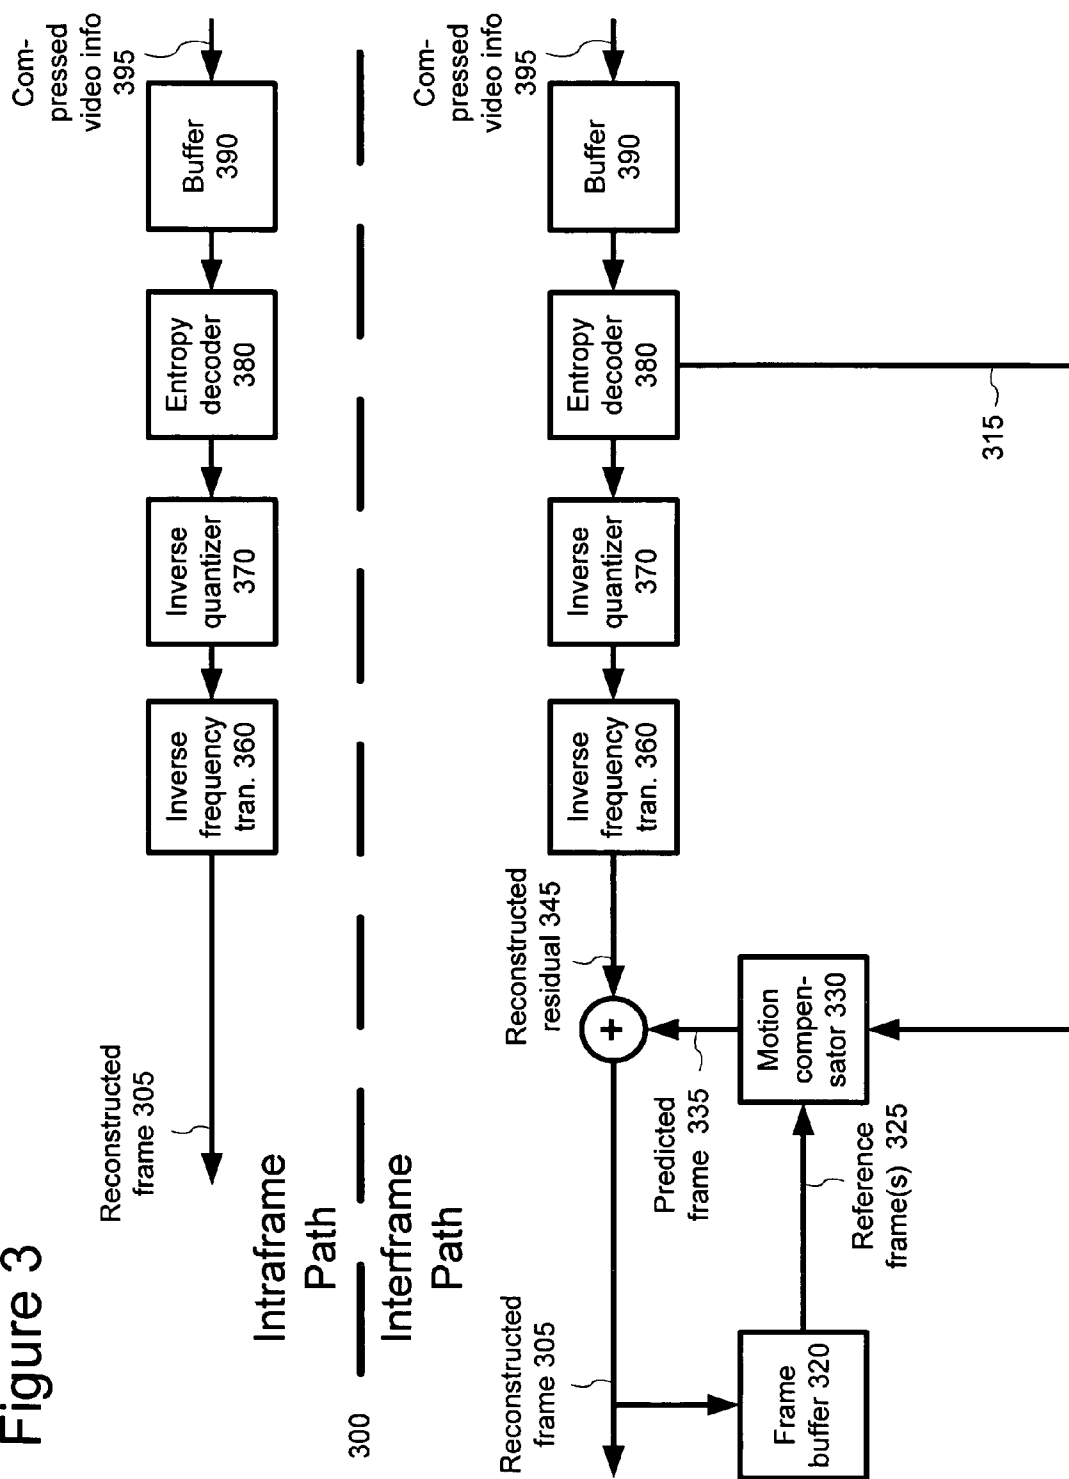 Figure 3
Reconstructed
frame 305
Inverse
frequency
tran. 360
Inverse
quantizer
370
Entropy
decoder
380
Buffer
390
Com-
pressed
video info
395
Intraframe
Path
300
Interframe
Path
Reconstructed
frame 305
Reconstructed
residual 345
Inverse
frequency
tran. 360
Inverse
quantizer
370
Entropy
decoder
380
Buffer
390
Com-
pressed
video info
395
+
Predicted
frame 335
Motion
compen-
sator 330
Reference
frame(s) 325
Frame
buffer 320
315